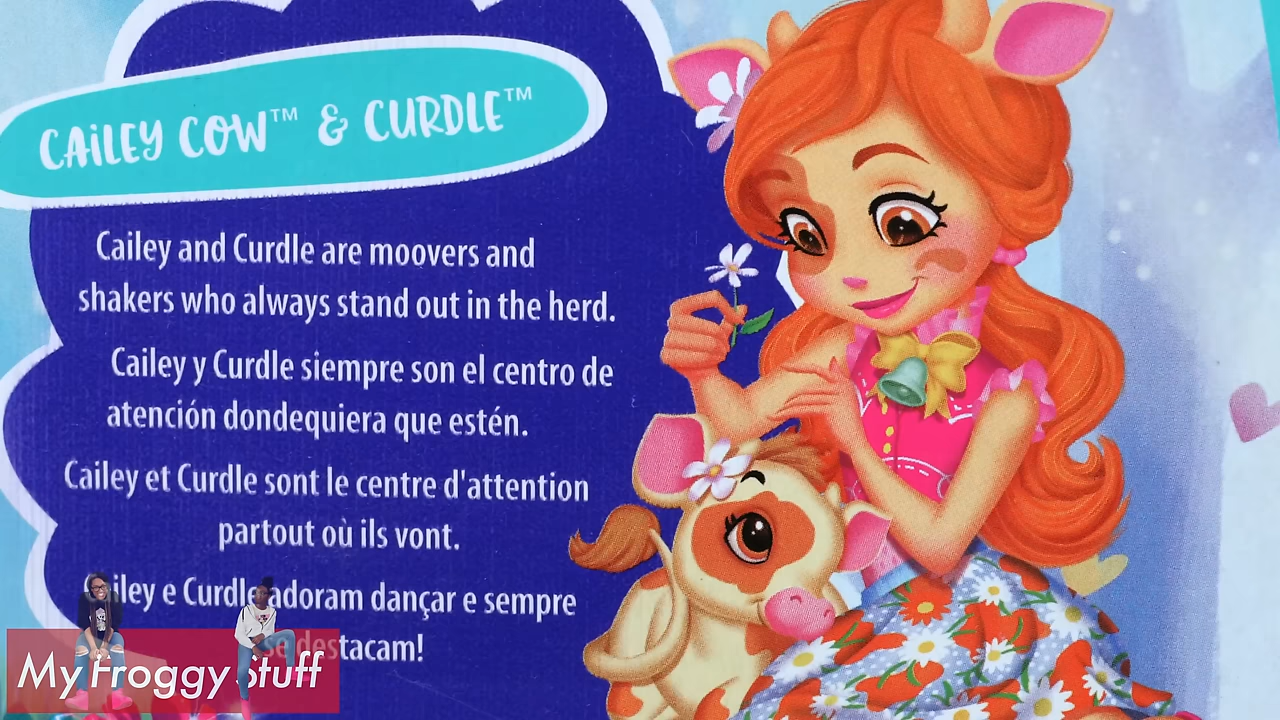 CAILEY COW™ & CURDLE™
Cailey and Curdle are moovers and
shakers who always stand out in the herd.
Cailey y Curdle siempre son el centro de
atención dondequiera que estén.
Cailey et Curdle sont le centre d'attention
partout où ils vont.
Cailey e Curdle adoram dançar e sempre
se destacam!
My Froggy Stuff